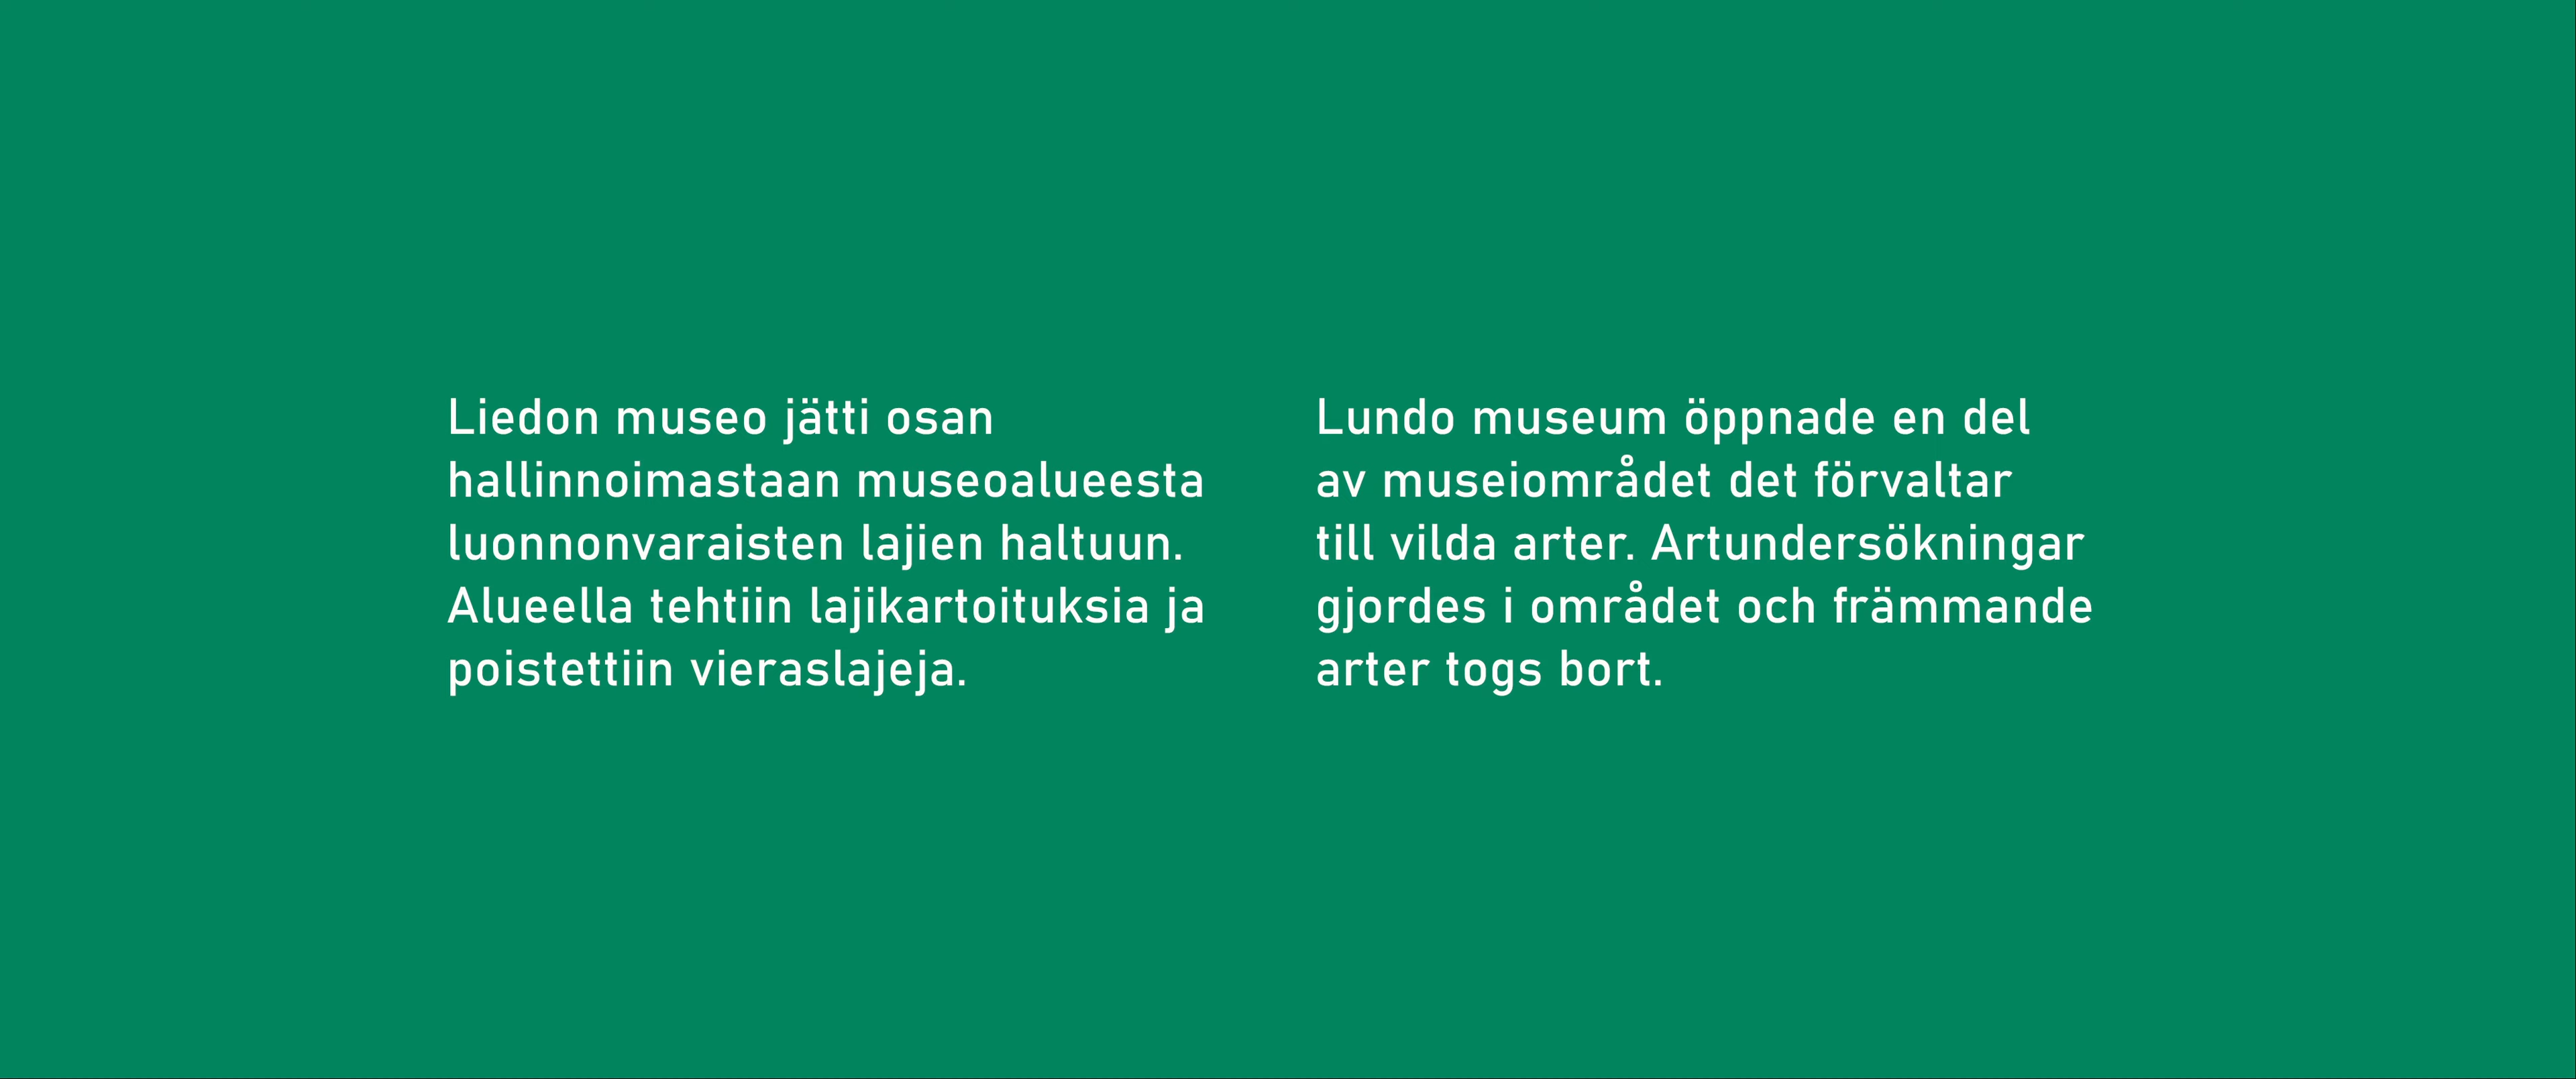 Liedon museo jätti osan
hallinnoimastaan museoalueesta
luonnonvaraisten lajien haltuun.
Alueella tehtiin lajikartoituksia ja
poistettiin vieraslajeja.
Lundo museum öppnade en del
av museiområdet det förvaltar
till vilda arter. Artundersökningar
gjordes i området och främmande
arter togs bort.